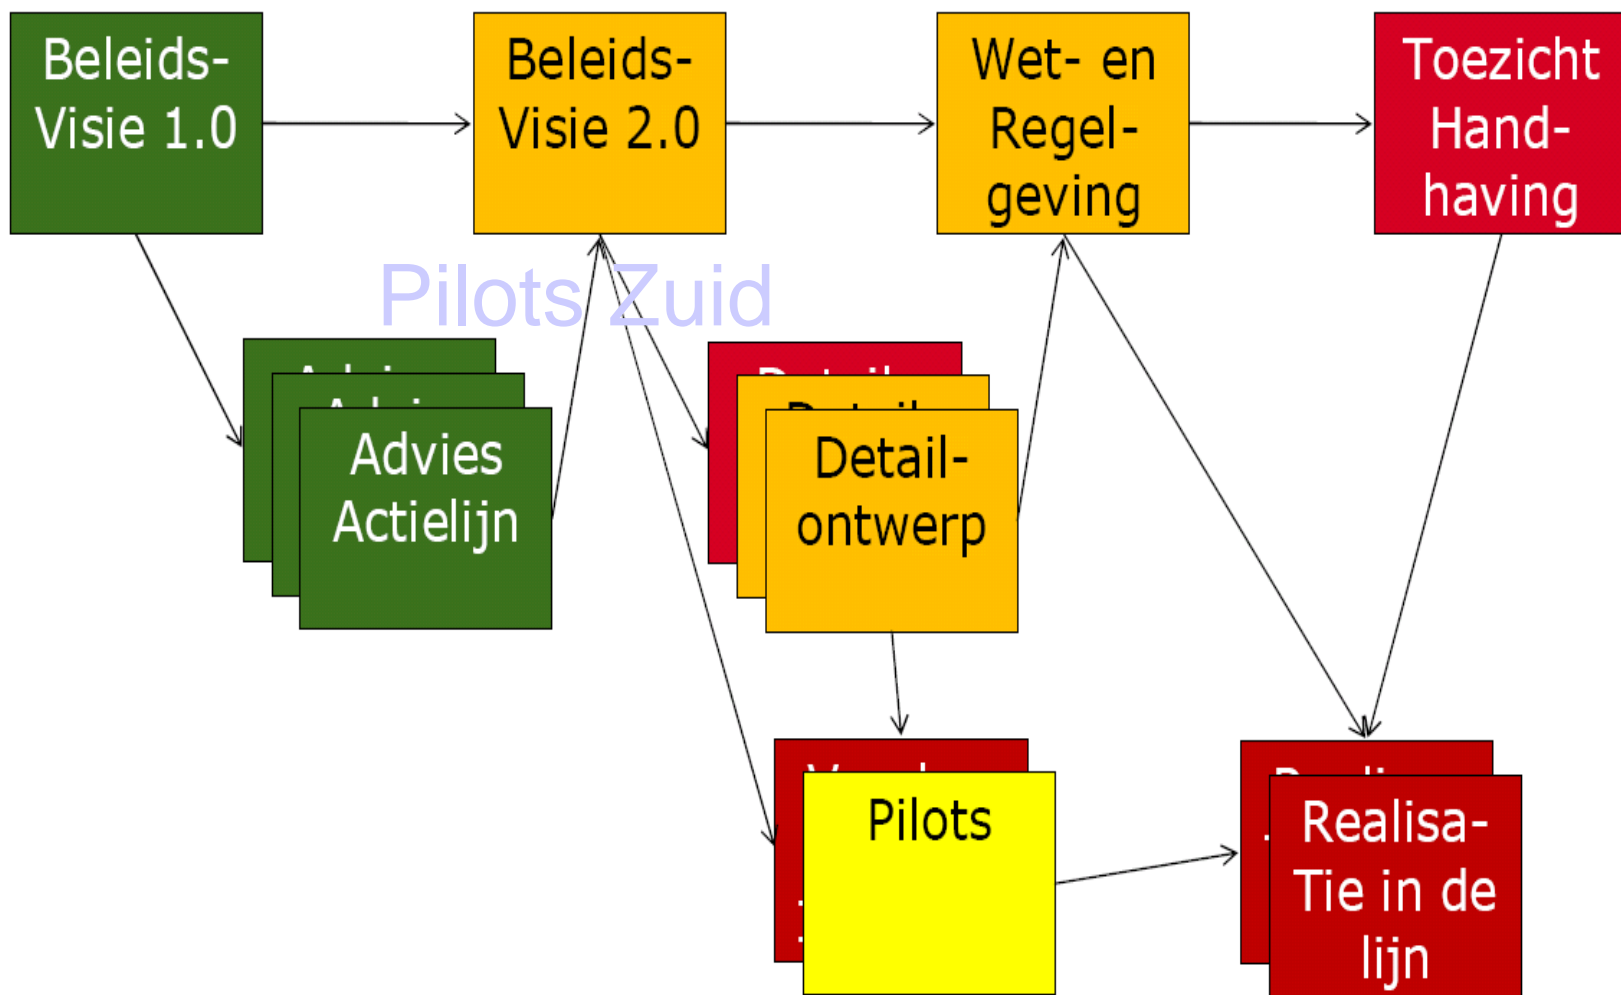 Beleids-
Visie 1.0
Beleids-
Visie 2.0
Wet- en
Regel-
geving
Toezicht
Hand-
having
Pilots Zuid
Advies
Actielijn
Detail-
ontwerp
Pilots
Realisa-
Tie in de
lijn